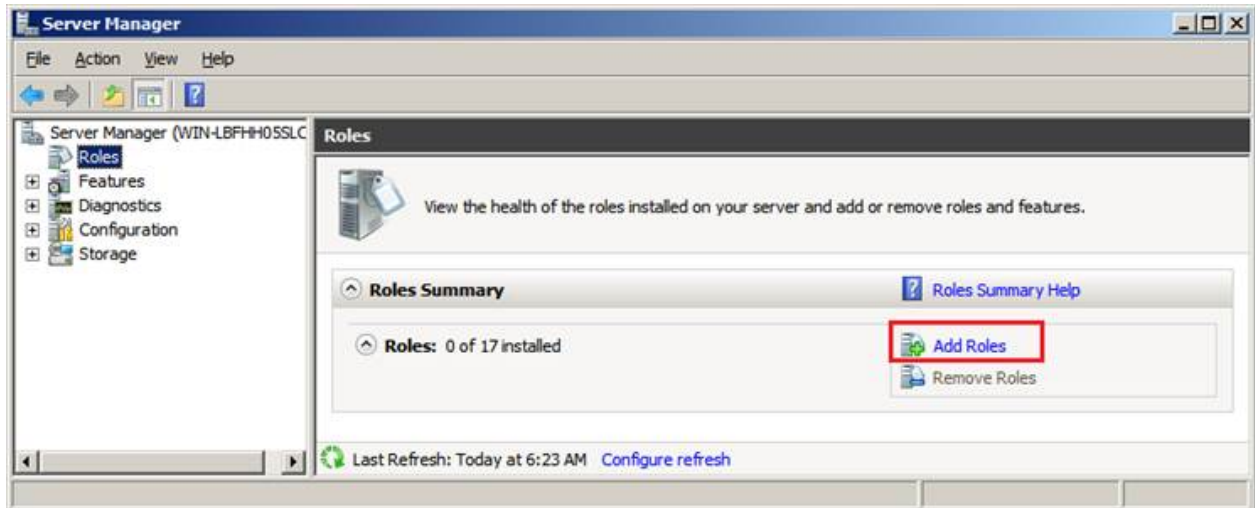 Server Manager
File Action View Help
Server Manager (WIN-LBFHH05SLC
Roles
Features
Diagnostics
Configuration
Storage
Roles
View the health of the roles installed on your server and add or remove roles and features.
Roles Summary
Roles Summary Help
Roles: 0 of 17 installed
Add Roles
Remove Roles
Last Refresh: Today at 6:23 AM Configure refresh